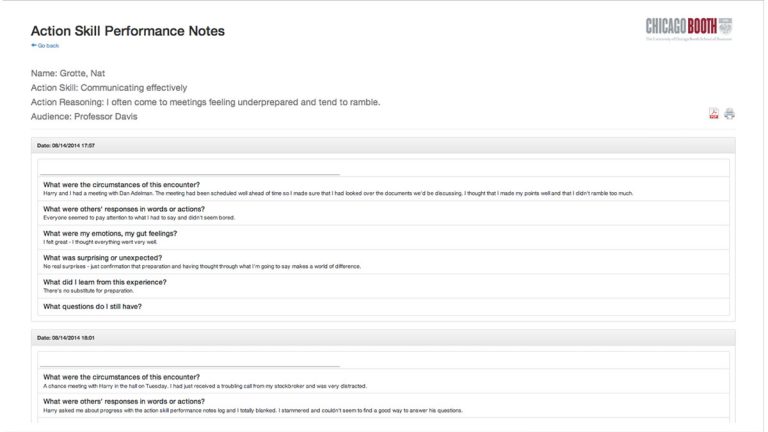 Action Skill Performance Notes
Go back
CHICAGO BOOTH
The University of Chicago Booth School of Business
Name: Grotte, Nat
Action Skill: Communicating effectively
Action Reasoning: I often come to meetings feeling underprepared and tend to ramble.
Audience: Professor Davis
Date: 08/14/2014 17:57
What were the circumstances of this encounter?
Harry and I had a meeting with Dan Adelman. The meeting had been scheduled well ahead of time so I made sure that I had looked over the documents we'd be discussing. I thought that I made my points well and that I didn't ramble too much.
What were others' responses in words or actions?
Everyone seemed to pay attention to what I had to say and didn't seem bored.
What were my emotions, my gut feelings?
I felt great - I thought everything went very well.
What was surprising or unexpected?
No real surprises - just confirmation that preparation and having thought through what I'm going to say makes a world of difference.
What did I learn from this experience?
There's no substitute for preparation.
What questions do I still have?
Date: 08/14/2014 18:01
What were the circumstances of this encounter?
A chance meeting with Harry in the hall on Tuesday. I had just received a troubling call from my stockbroker and was very distracted.
What were others' responses in words or actions?
Harry asked me about progress with the action skill performance notes log and I totally blanked. I stammered and couldn't seem to find a good way to answer his questions.